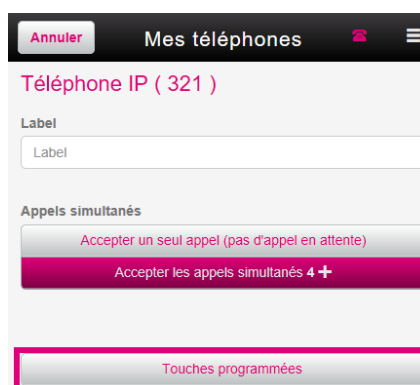 Annuler Mes téléphones
Téléphone IP ( 321 )
Label
Label
Appels simultanés
Accepter un seul appel (pas d'appel en attente)
Accepter les appels simultanés 4 +
Touches programmées